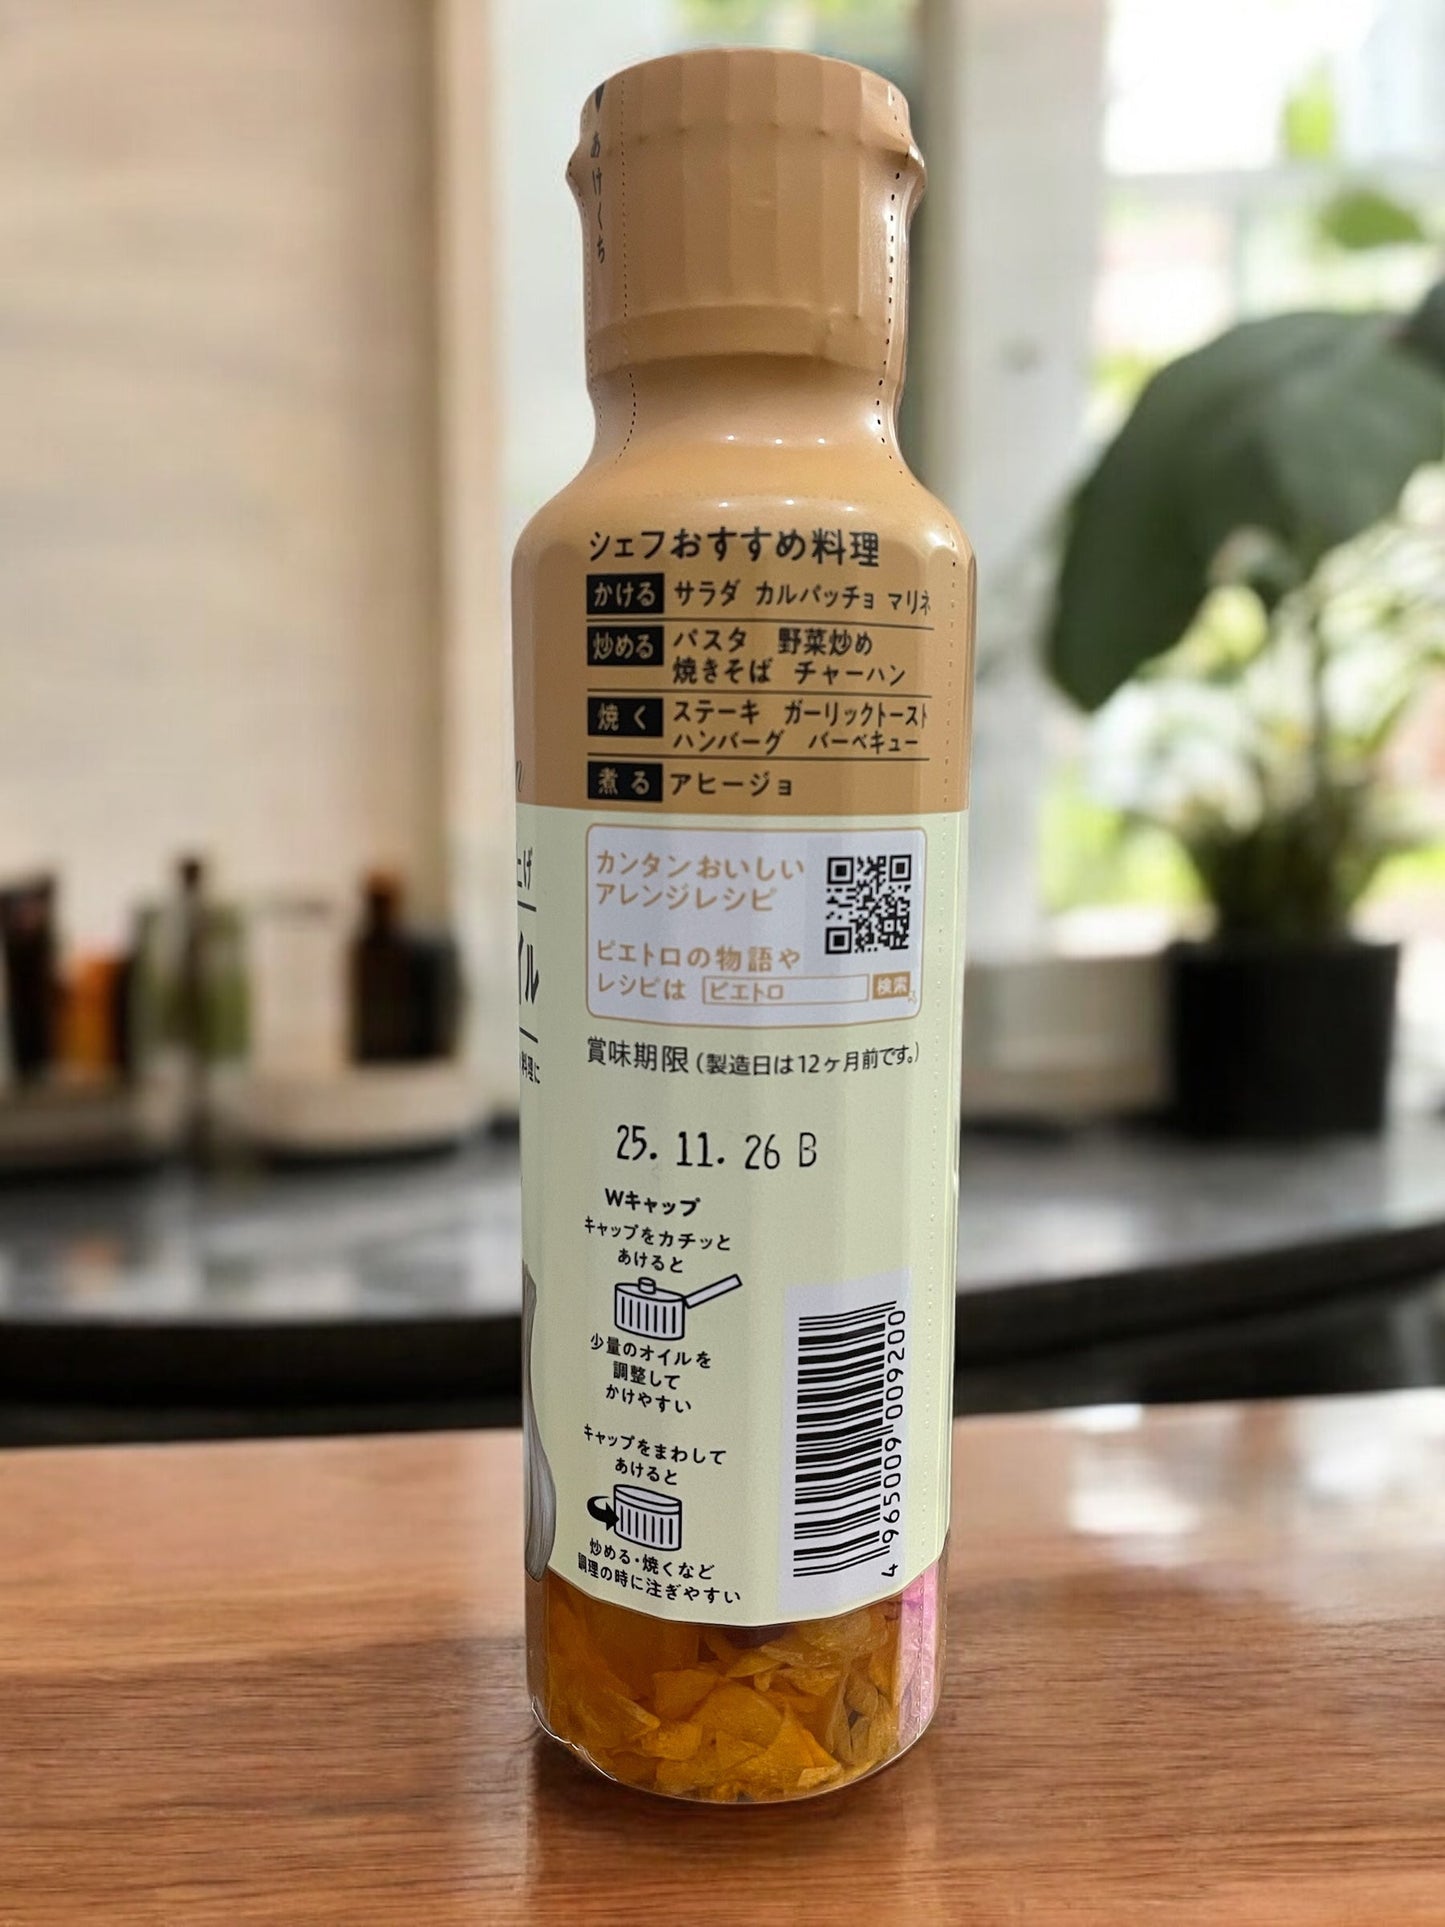 あけくち
シェフおすすめ料理
かける サラダ カルパッチョ マリネ
炒める パスタ 野菜炒め
焼きそば チャーハン
焼く ステーキ ガーリックトースト
ハンバーグ バーベキュー
煮る アヒージョ
カンタンおいしい
アレンジレシピ
ピエトロの物語や
レシピは ピエトロ 検索
賞味期限(製造日は12ヶ月前です。)
25. 11. 26 B
Wキャップ
キャップをカチッと
あけると
少量のオイルを
調整して
かけやすい
キャップをまわして
あけると
炒める・焼くなど
調理の時に注ぎやすい
4 965009 009200
イル
料理に